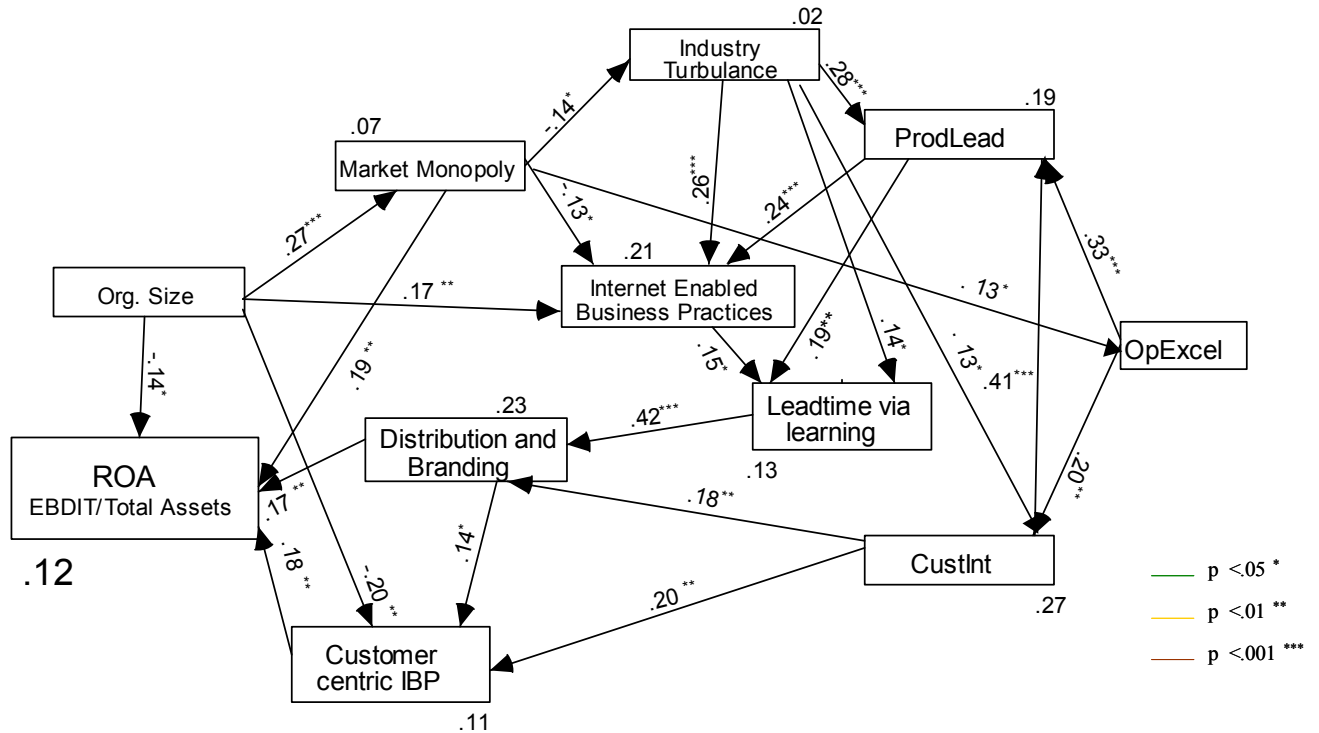 .02
Industry
Turbulance
.28***
.19
ProdLead
-.14*
.07
Market Monopoly
.26***
-.13*
.24***
.27***
.33***
.21
Internet Enabled
Business Practices
Org. Size
.17 **
. 13*
OpExcel
.19 **
.15*
.19**
.14*
. 13*
.41***
-.14*
Leadtime via
learning
.13
.42***
.23
Distribution and
Branding
ROA
EBDIT/Total Assets
.12
.17 **
.18**
.20**
.14*
.18 **
-.20 **
.20 **
CustInt
.27
Customer
centric IBP
.11
p <.05 *
p <.01 **
p <.001 ***